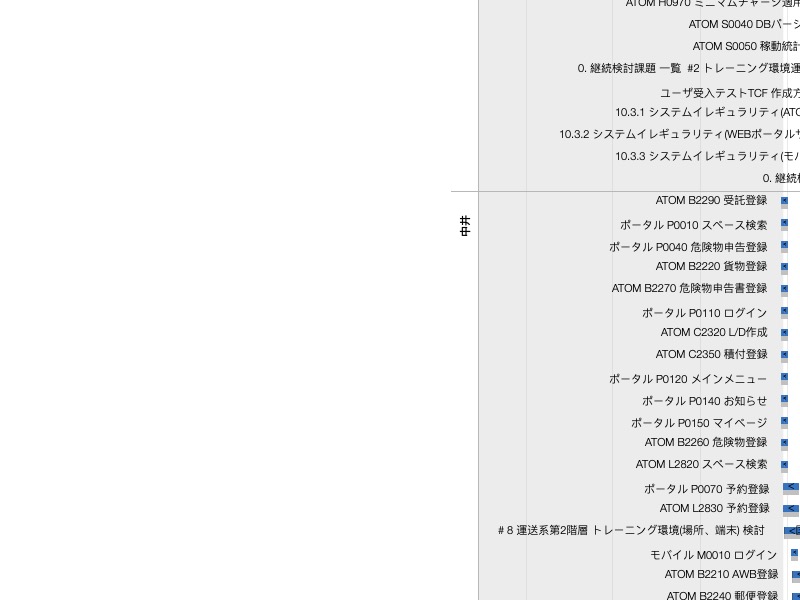 ATOM H0970 ミニマムチャージ適用
ATOM S0040 DBバージ
ATOM S0050 稼動統計
0. 継続検討課題 一覧 #2 トレーニング環境運
ユーザ受入テストTCF 作成方
10.3.1 システムイレギュラリティ(ATO
10.3.2 システムイレギュラリティ(WEBポータルサ
10.3.3 システムイレギュラリティ(モバ
0. 継続検
中井
ATOM B2290 受託登録
ポータル P0010 スペース検索
ポータル P0040 危険物申告登録
ATOM B2220 貨物登録
ATOM B2270 危険物申告書登録
ポータル P0110 ログイン
ATOM C2320 L/D作成
ATOM C2350 積付登録
ポータル P0120 メインメニュー
ポータル P0140 お知らせ
ポータル P0150 マイページ
ATOM B2260 危険物登録
ATOM L2820 スペース検索
ポータル P0070 予約登録
ATOM L2830 予約登録
#８運送系第2階層 トレーニング環境(場所、端末) 検討
モバイル M0010 ログイン
ATOM B2210 AWB登録
ATOM B2240 郵便登録